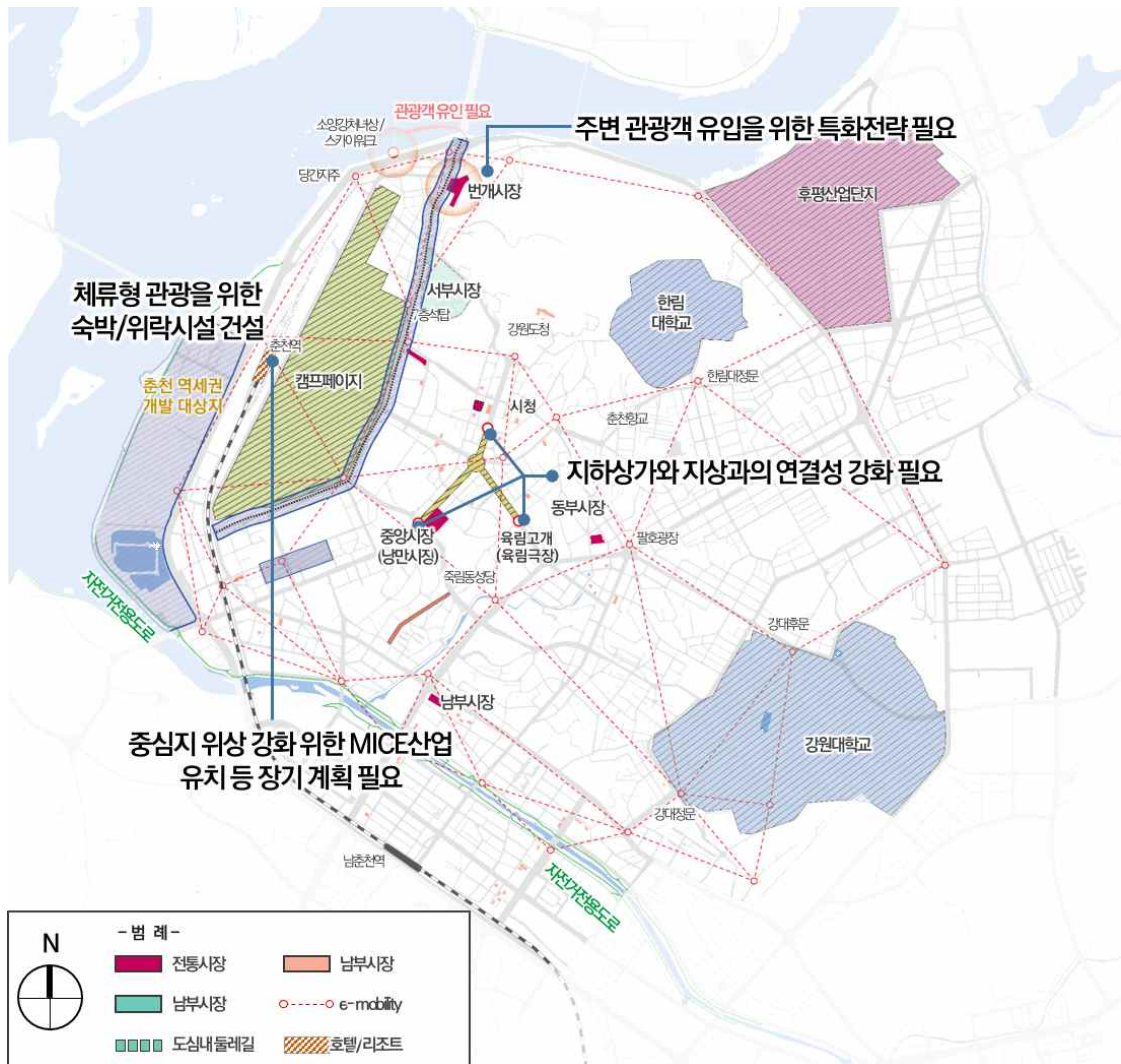 관광객 유인 필요
소양강처녀상/
스카이워크
주변 관광객 유입을 위한 특화전략 필요
당간지주
번개시장
후평산업단지
체류형 관광을 위한
숙박/위락시설 건설
서부시장
7층석탑
한림
대학교
강원도청
춘천역
춘천 역세권
개발 대상지
캠프페이지
한림대정문
시청
춘천향교
지하상가와 지상과의 연결성 강화 필요
동부시장
중앙시장
(낭만시장)
육림고개
(육림극장)
팔호광장
죽림동성당
자전거전용도로
강대후문
남부시장
강원대학교
중심지 위상 강화 위한 MICE산업
유치 등 장기 계획 필요
강대정문
남춘천역
자전거전용도로
- 범 례 -
N
전통시장
남부시장
남부시장
e-mobility
도심내 둘레길
호텔/리조트